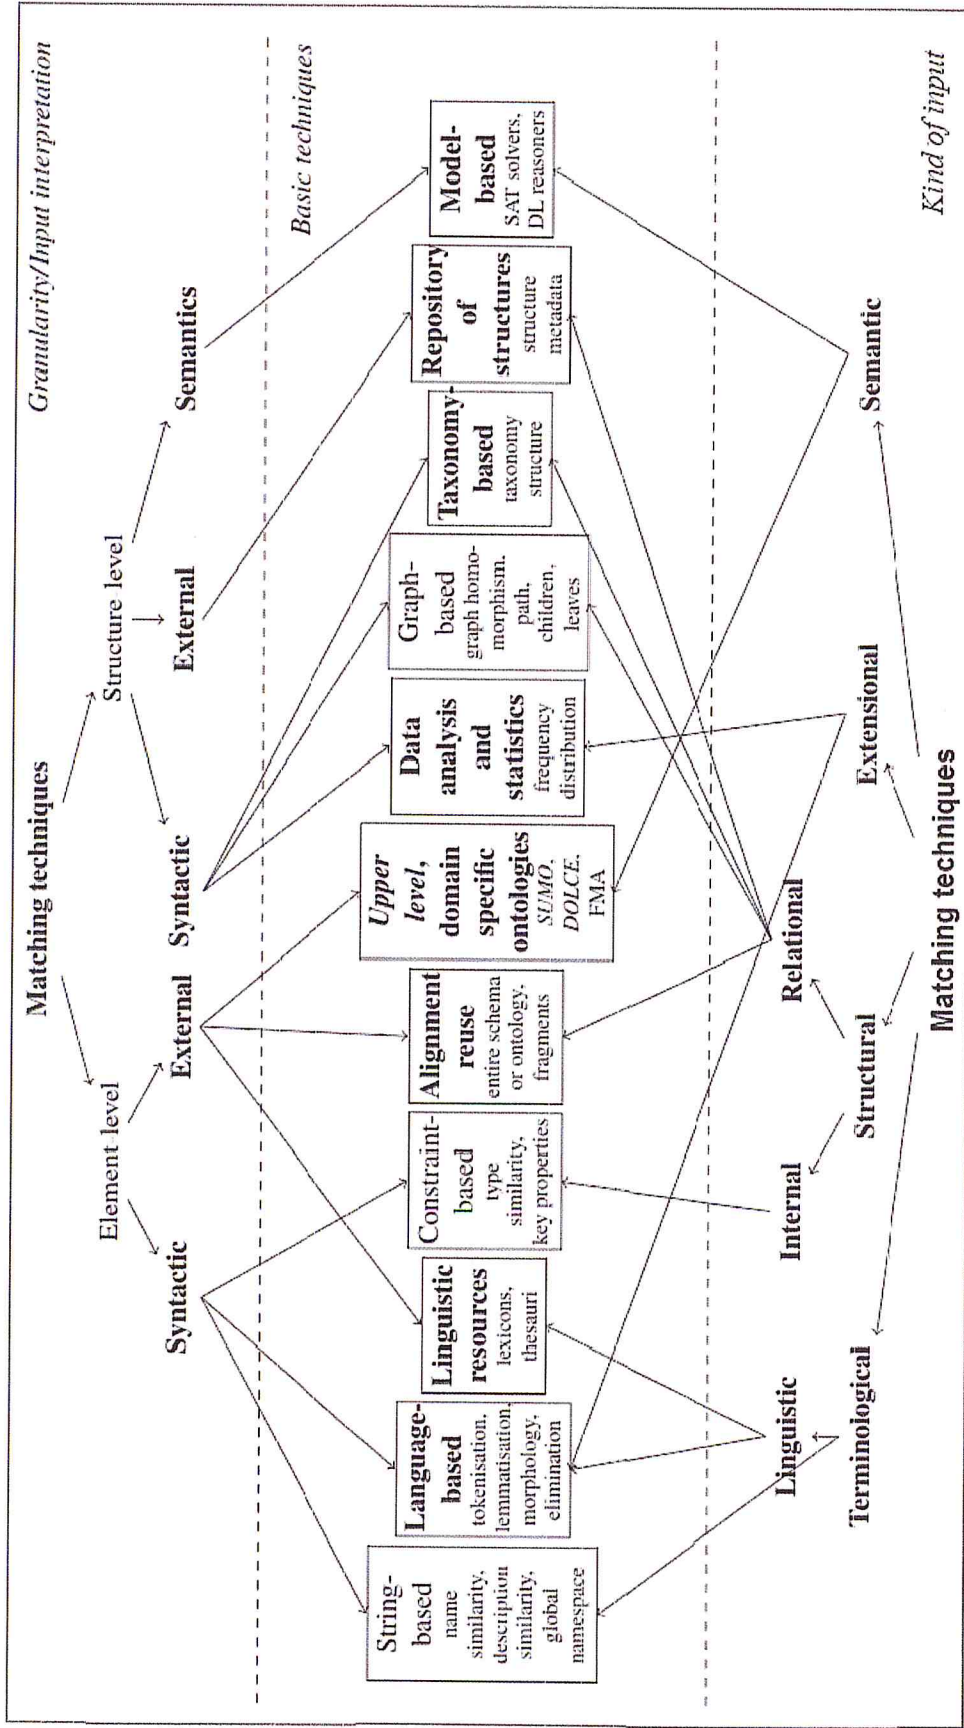 Granularity/Input interpretation
Matching techniques
Element-level
Structure-level
Syntactic
External
Syntactic
External
Semantics
Basic techniques
String-
based
name
similarity,
description
similarity,
global
namespace
Language-
based
tokenisation,
lemmatisation,
morphology,
elimination
Linguistic
resources
lexicons,
thesauri
Constraint-
based
type
similarity,
key properties
Alignment
reuse
entire schema
or ontology,
fragments
Upper
level,
domain
specific
ontologies
SUMO,
DOLCE,
FMA
Data
analysis
and
statistics
frequency
distribution
Graph-
based
graph homo-
morphism,
path,
children,
leaves
Taxonomy-
based
taxonomy
structure
Repository
of
structures
structure
metadata
Model-
based
SAT solvers,
DL reasoners
Linguistic
Internal
Relational
Terminological
Structural
Extensional
Semantic
Matching techniques
Kind of input